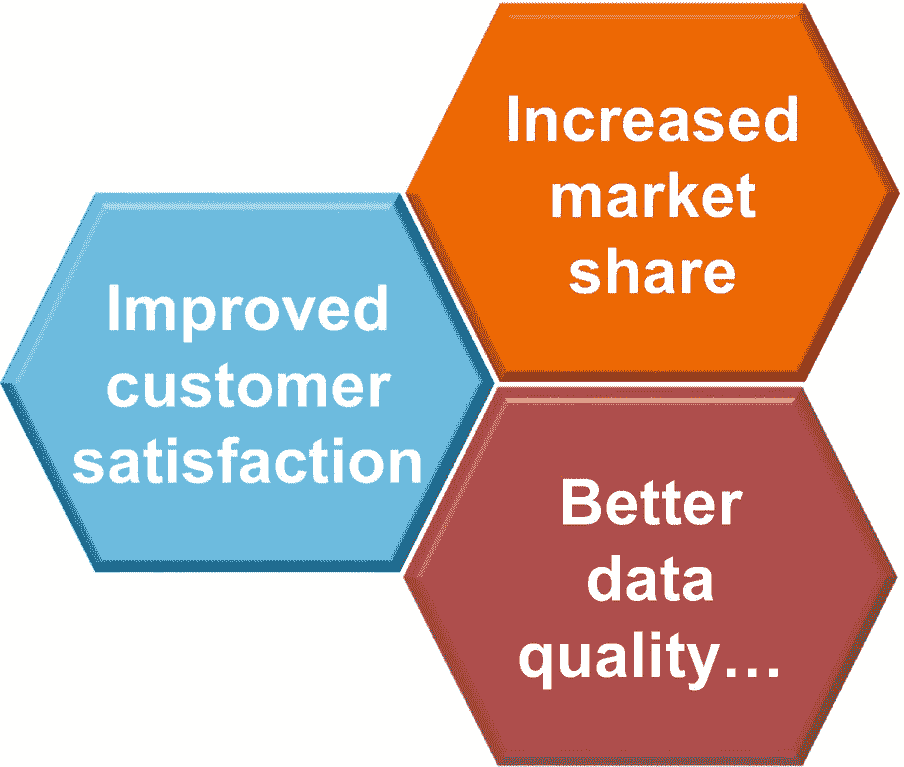 Increased
market
share
Improved
customer
satisfaction
Better
data
quality…